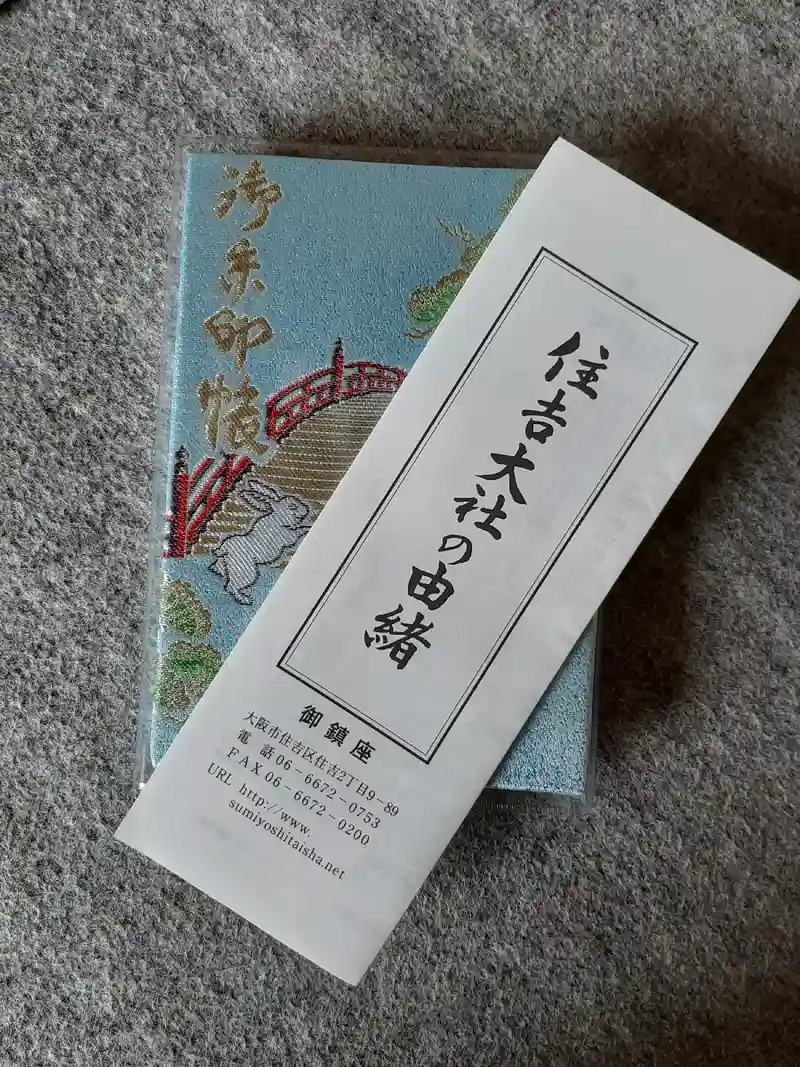 御朱印帳
住吉大社の由緒
御鎮座
大阪市住吉区住吉2丁目9－89
電　話 06－6672－0753
ＦＡＸ 06－6672－0200
URL http://www.
sumiyoshitaisha.net